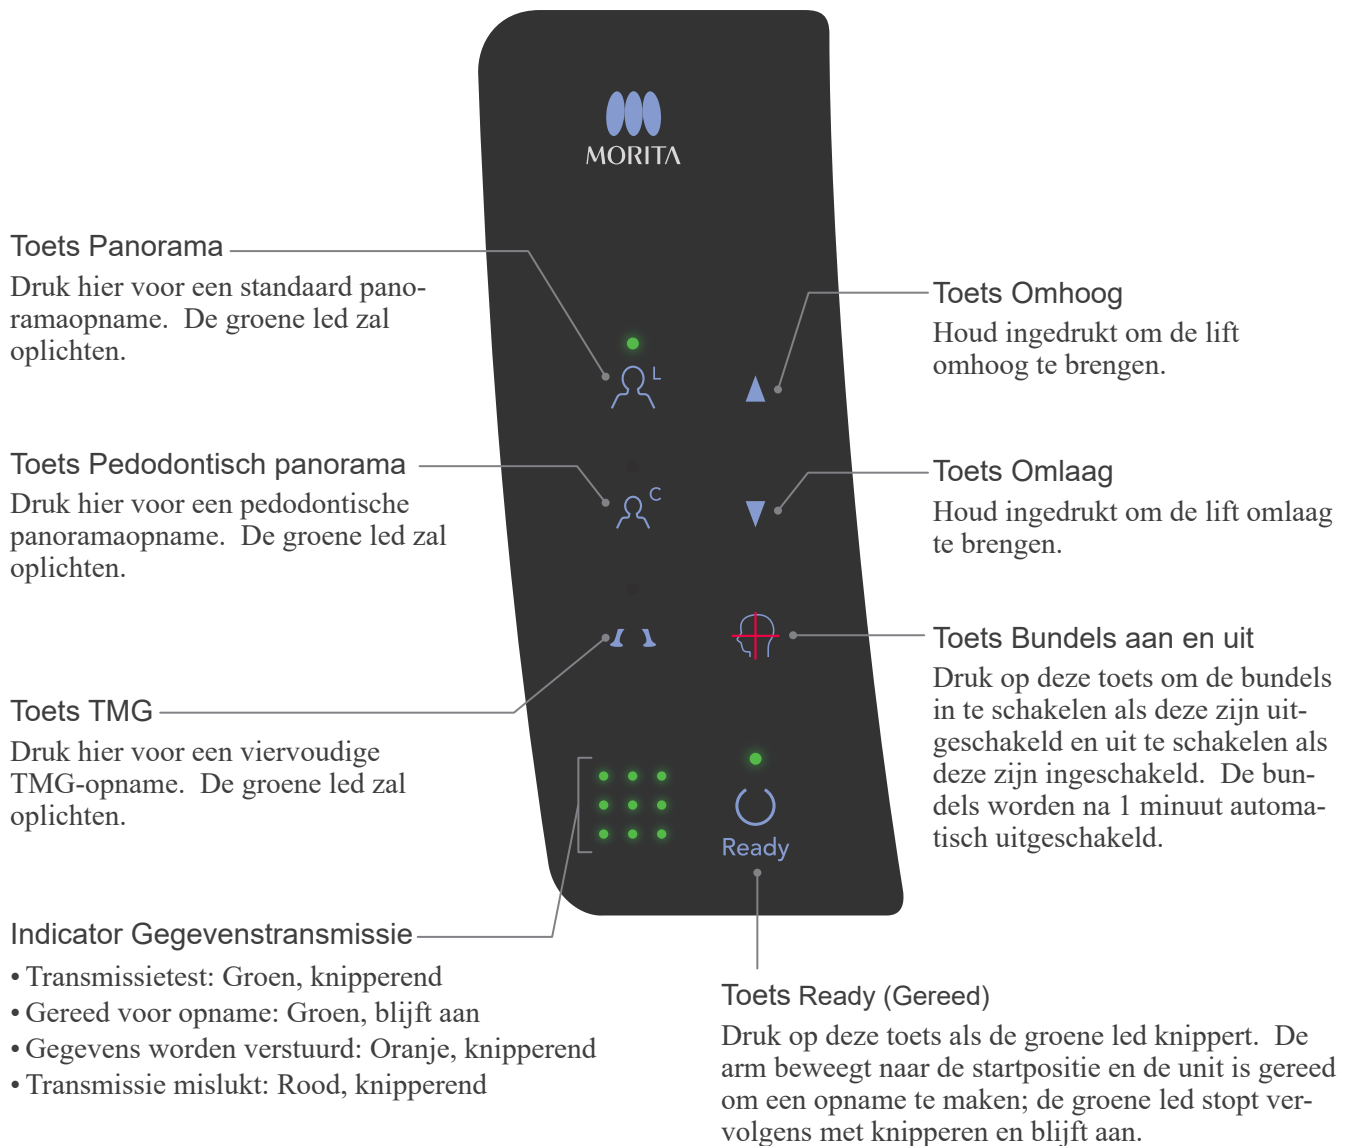 MORITA
Toets Panorama
Druk hier voor een standaard pano-
ramaopname. De groene led zal
oplichten.
L
Toets Pedodontisch panorama
Druk hier voor een pedodontische
panoramaopname. De groene led zal
oplichten.
C
Toets TMG
Druk hier voor een viervoudige
TMG-opname. De groene led zal
oplichten.
Indicator Gegevenstransmissie
• Transmissietest: Groen, knipperend
• Gereed voor opname: Groen, blijft aan
• Gegevens worden verstuurd: Oranje, knipperend
• Transmissie mislukt: Rood, knipperend
Toets Omhoog
Houd ingedrukt om de lift
omhoog te brengen.
Toets Omlaag
Houd ingedrukt om de lift omlaag
te brengen.
Toets Bundels aan en uit
Druk op deze toets om de bundels
in te schakelen als deze zijn uit-
geschakeld en uit te schakelen als
deze zijn ingeschakeld. De bun-
dels worden na 1 minuut automa-
tisch uitgeschakeld.
Ready
Toets Ready (Gereed)
Druk op deze toets als de groene led knippert. De
arm beweegt naar de startpositie en de unit is gereed
om een opname te maken; de groene led stopt ver-
volgens met knipperen en blijft aan.